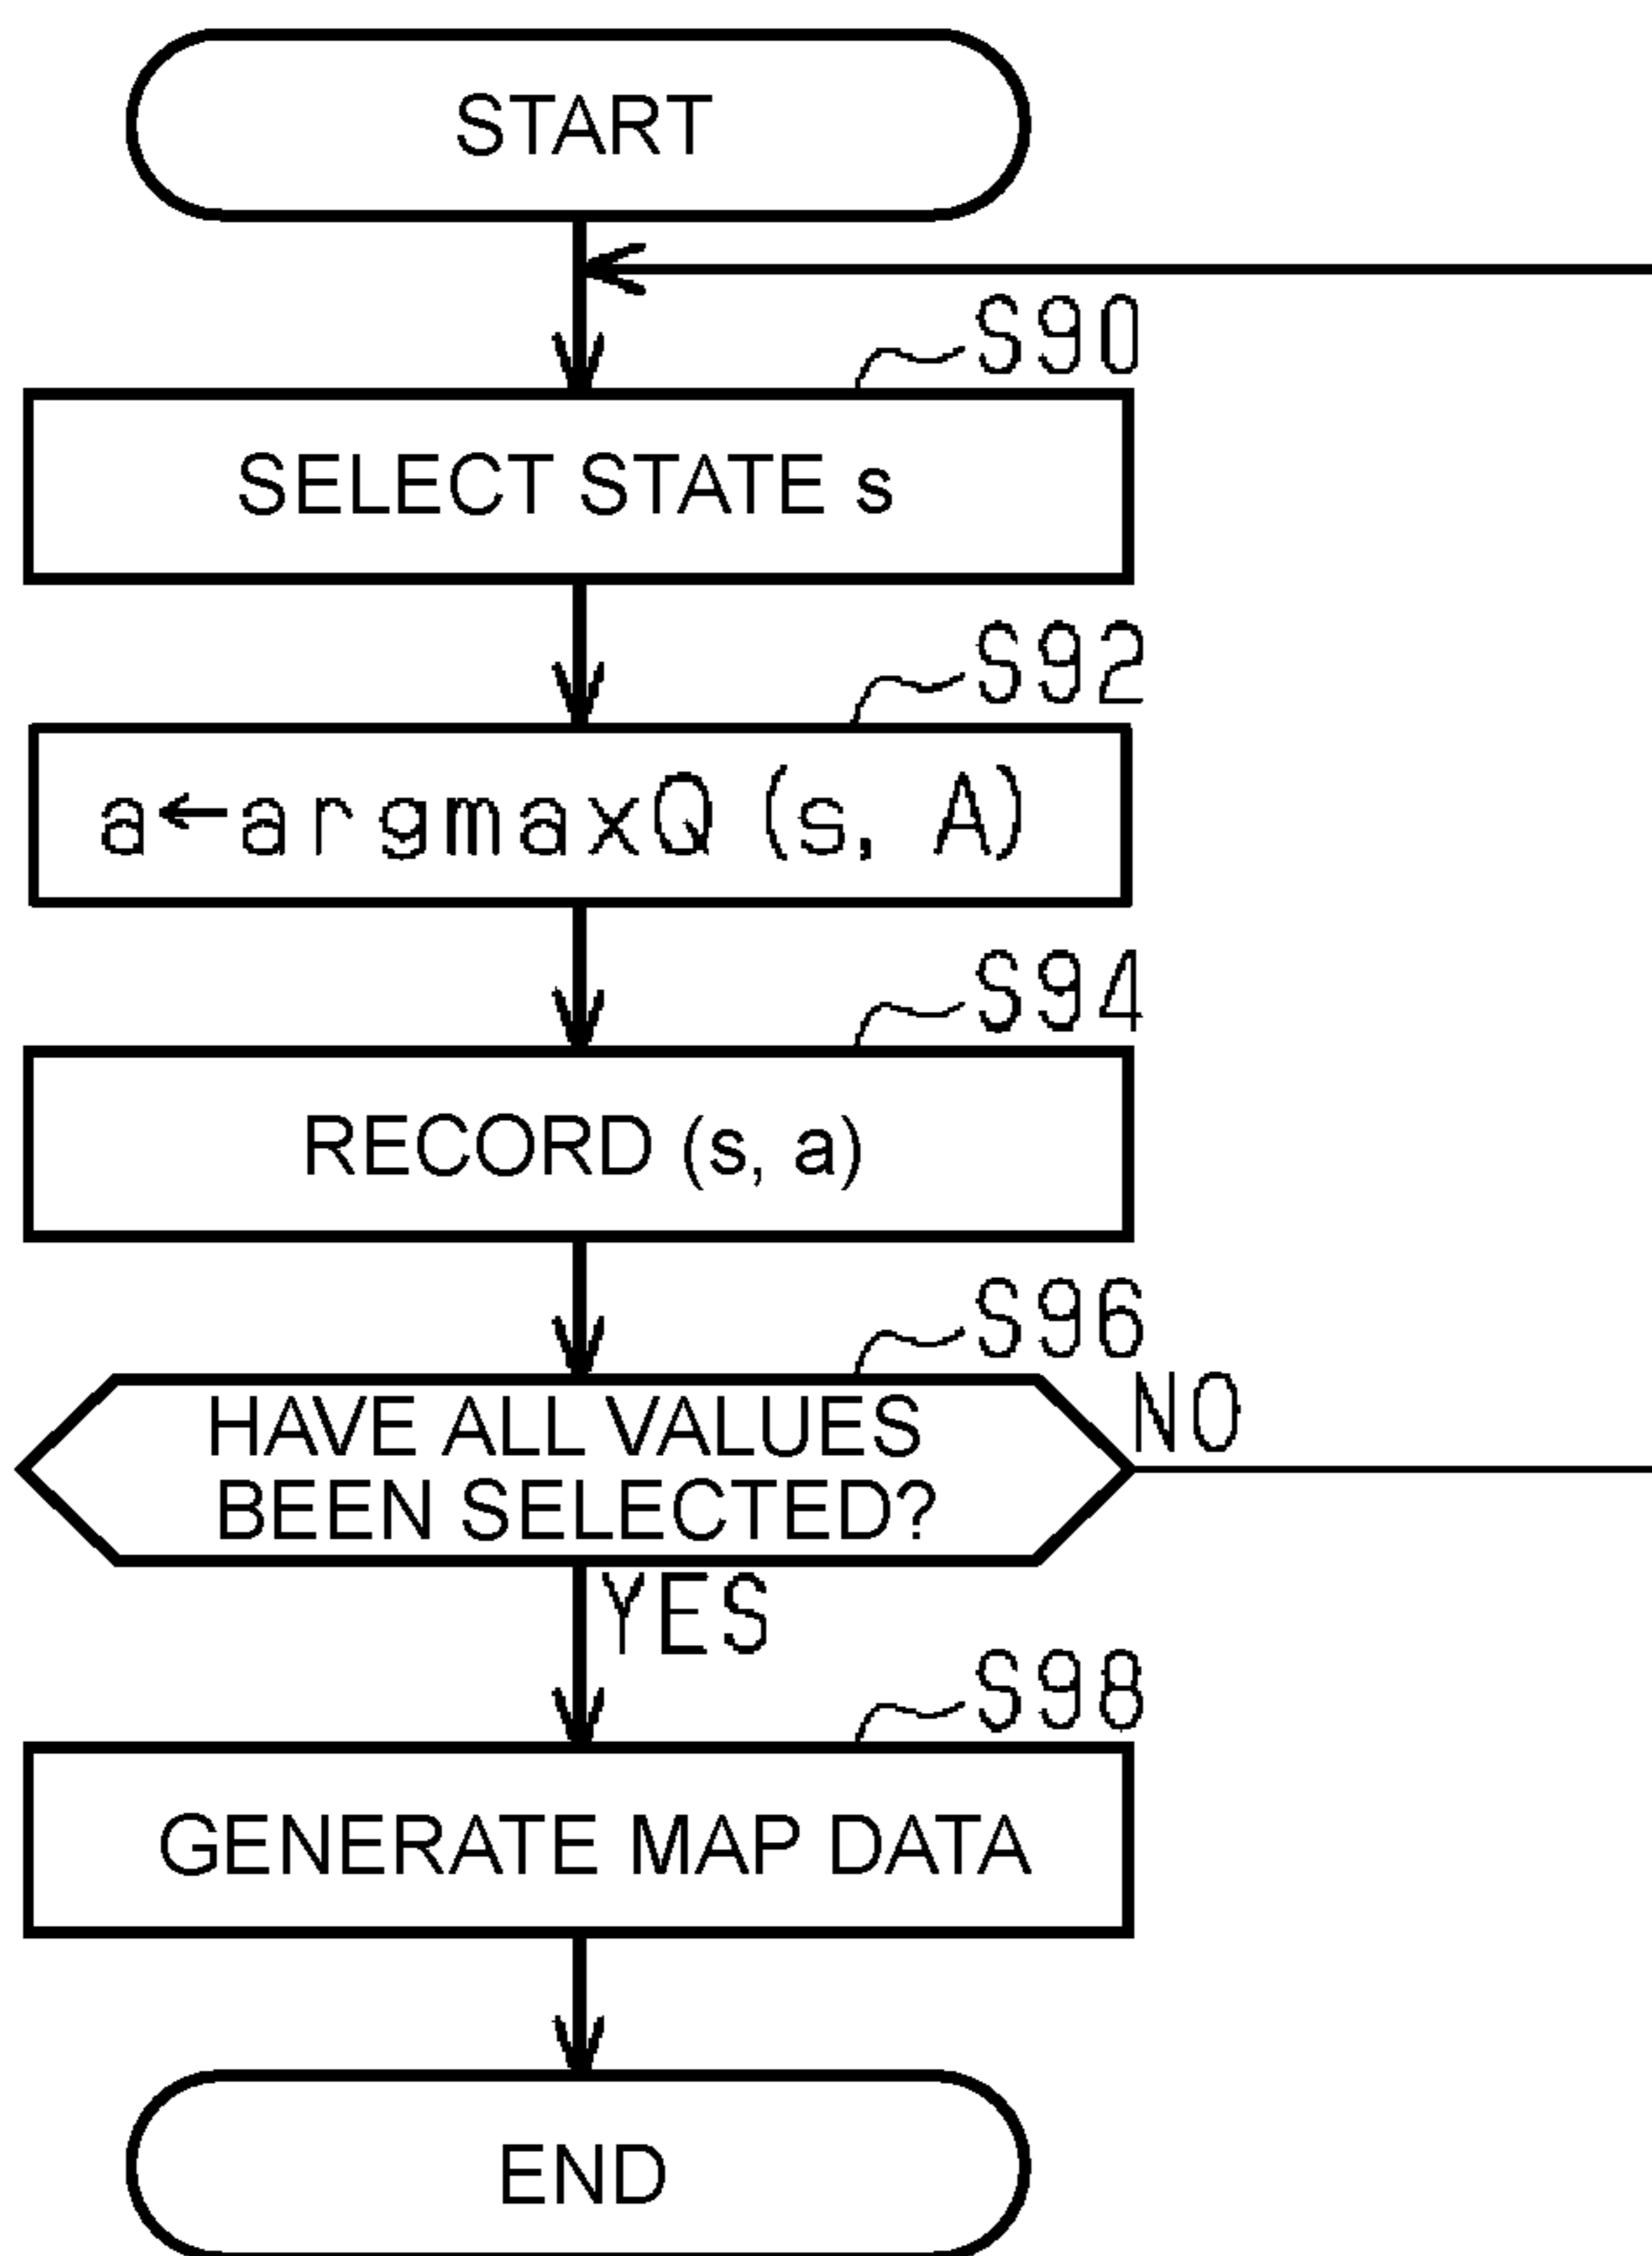 START
S90
SELECT STATE s
S92
a←argmaxQ (s, A)
S94
RECORD (s, a)
S96
HAVE ALL VALUES
BEEN SELECTED?
NO
YES
S98
GENERATE MAP DATA
END